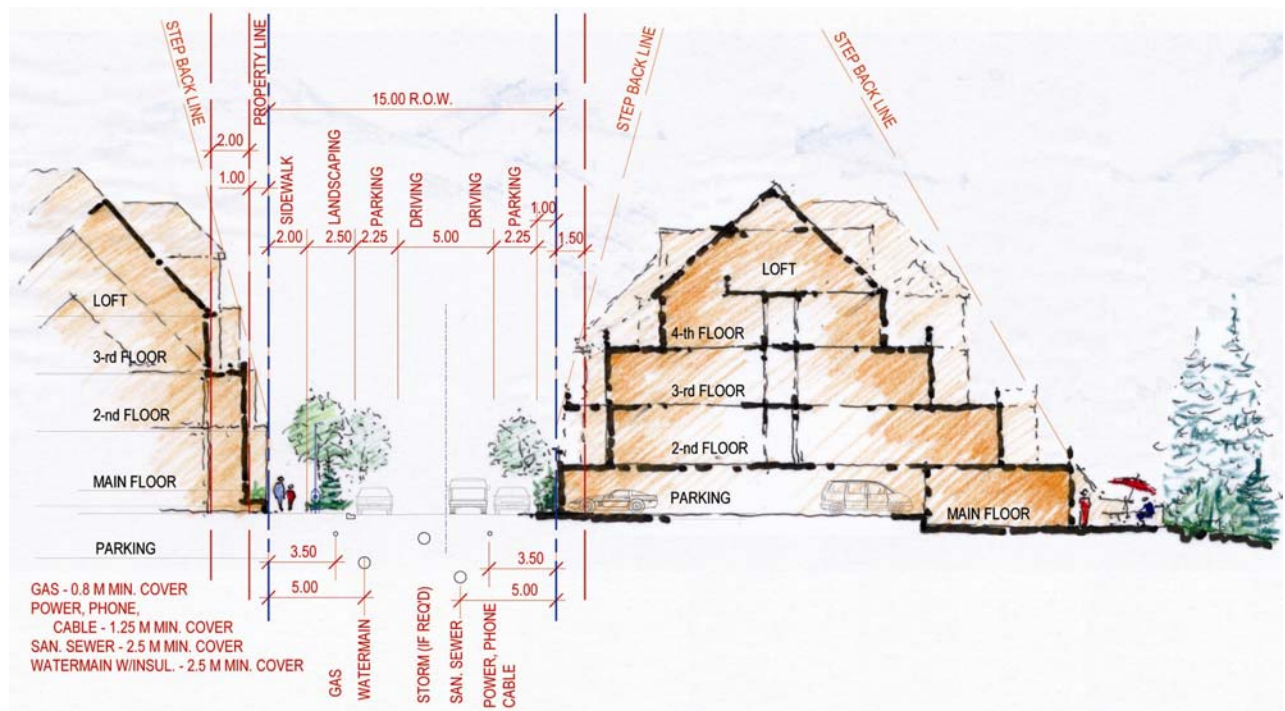 STEP BACK LINE
PROPERTY LINE
STEP BACK LINE
STEP BACK LINE
15.00 R.O.W.
2.00
1.00
SIDEWALK
LANDSCAPING
PARKING
DRIVING
DRIVING
PARKING
1.00
2.00
2.50
2.25
5.00
2.25
1.50
LOFT
3-RD FLOOR
2-ND FLOOR
MAIN FLOOR
PARKING
LOFT
4-TH FLOOR
3-RD FLOOR
2-ND FLOOR
PARKING
MAIN FLOOR
3.50
5.00
3.50
5.00
GAS - 0.8 M MIN. COVER
POWER, PHONE,
CABLE - 1.25 M MIN. COVER
SAN. SEWER - 2.5 M MIN. COVER
WATERMAIN W/INSUL. - 2.5 M MIN. COVER
GAS
WATERMAIN
STORM (IF REQ'D)
SAN. SEWER
POWER, PHONE
CABLE